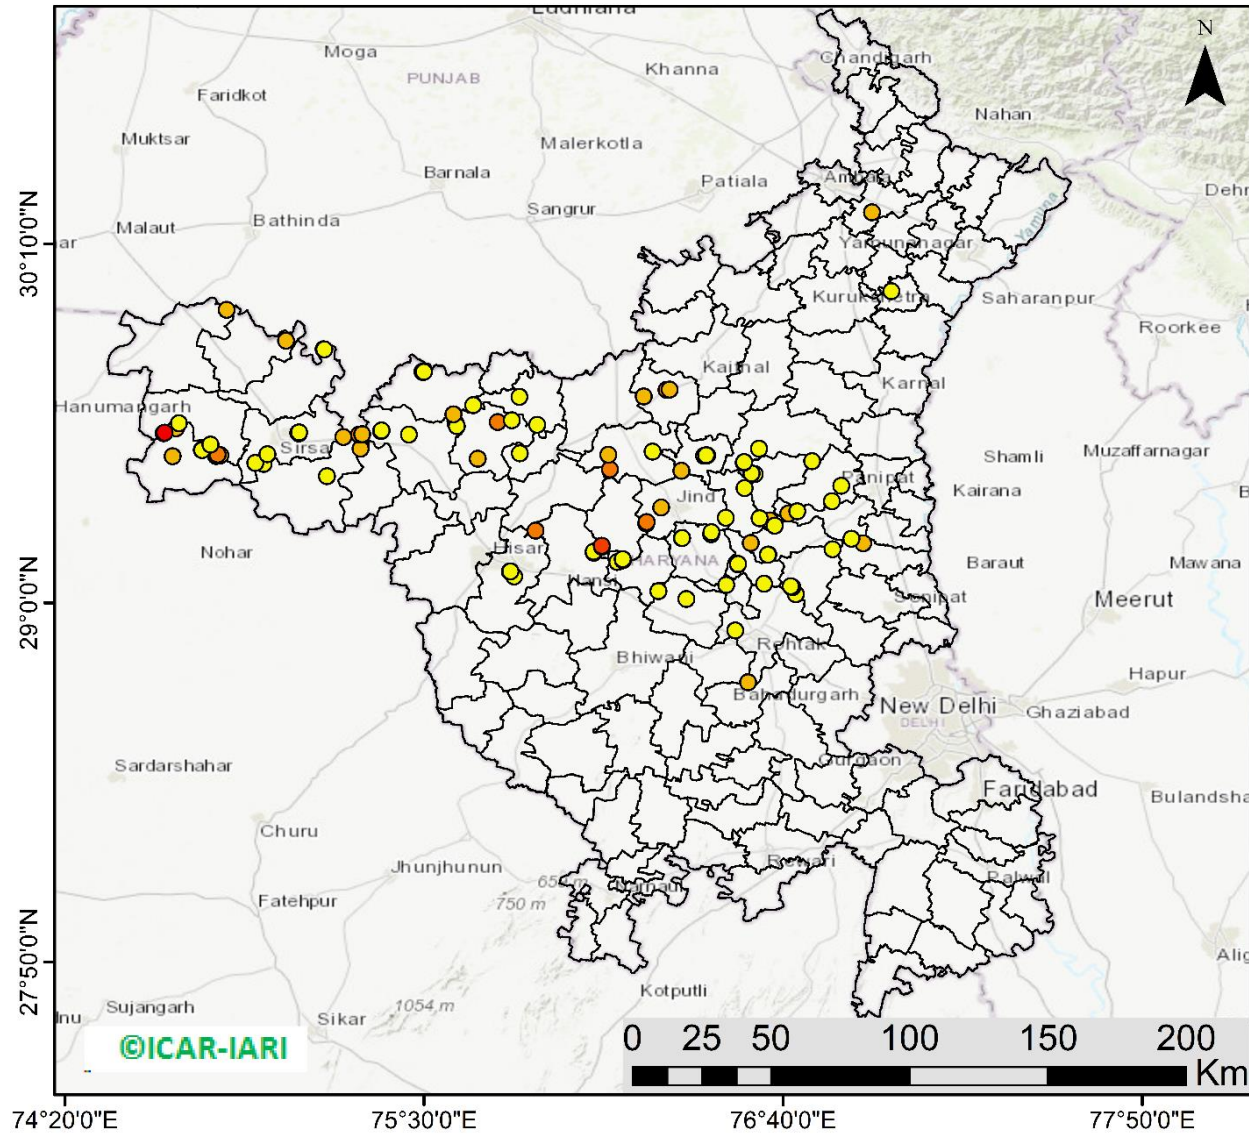 Ludhiana
N
Chandigarh
Moga
Khanna
PUNJAB
Faridkot
Nahan
Muktsar
Malerkotla
Barnala
Patiala
Ambala
Sangrur
Malaut
Bathinda
Yamuna
Yamunanagar
30°10'0"N
Kurukshetra
Saharanpur
Roorkee
Kaithal
Karnal
Hanumangarh
Sirsa
Muzaffarnagar
Shamli
Panipat
Kairana
Jind
Nohar
Hisar
HARYANA
Baraut
Mawana
Hansi
Sonipat
Meerut
29°0'0"N
Rohtak
Bhiwani
Hapur
Bahadurgarh
New Delhi
DELHI
Ghaziabad
Sardarshahar
Gurgaon
Faridabad
Churu
Jhunjhunun
Rewari
Palwal
Narnaul
750 m
Fatehpur
27°50'0"N
Kotputli
Sujangarh
1054 m
Sikar
©ICAR-IARI
0 25 50 100 150 200
Km
74°20'0"E 75°30'0"E 76°40'0"E 77°50'0"E